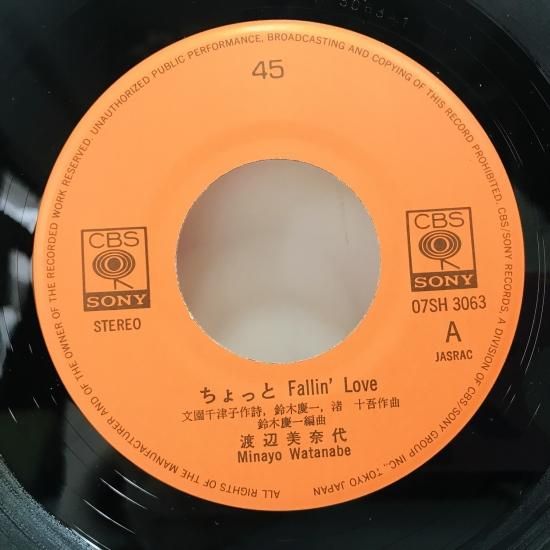 3063-1
UNAUTHORIZED PUBLIC PERFORMANCE, BROADCASTING AND COPYING OF THIS RECORD PROHIBITED. CBS/SONY RECORDS, A DIVISION OF CBS/SONY GROUP INC., TOKYO JAPAN
ALL RIGHTS OF THE MANUFACTURER AND OF THE OWNER OF THE RECORDED WORK RESERVED.
45
CBS
SONY
STEREO
CBS
SONY
07SH 3063
A
JASRAC
ちょっと Fallin' Love
文園千津子作詩, 鈴木慶一, 渚 十吾作曲
鈴木慶一編曲
渡辺美奈代
Minayo Watanabe